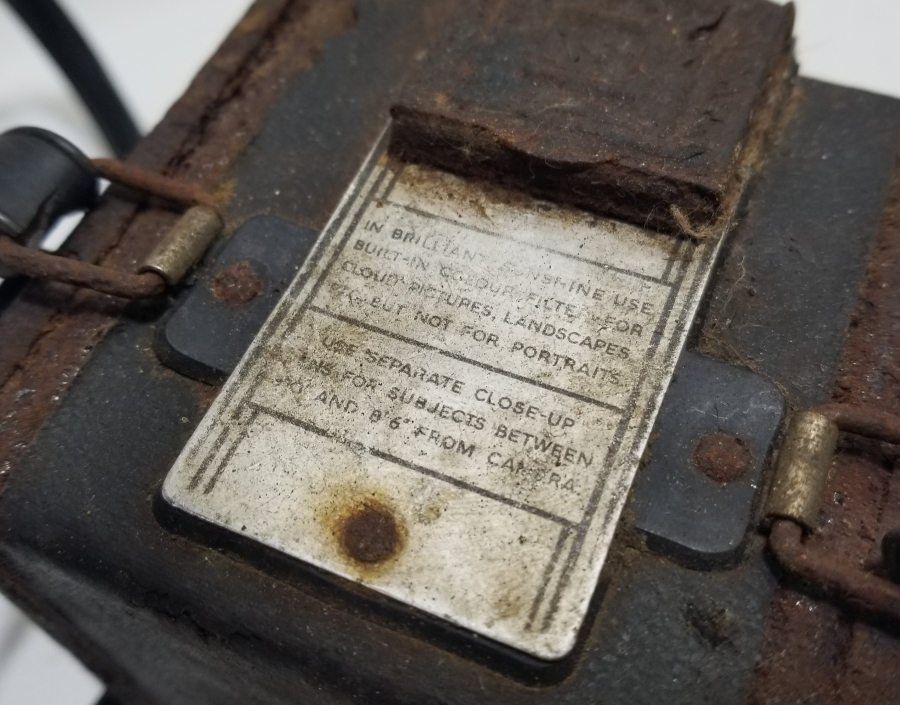 IN BRILLIANT SUNSHINE USE
BUILT-IN COLOUR FILTER FOR
CLOUD PICTURES, LANDSCAPES,
BUT NOT FOR PORTRAITS.
USE SEPARATE CLOSE-UP
LENS FOR SUBJECTS BETWEEN
AND 8'6" FROM CAMERA.